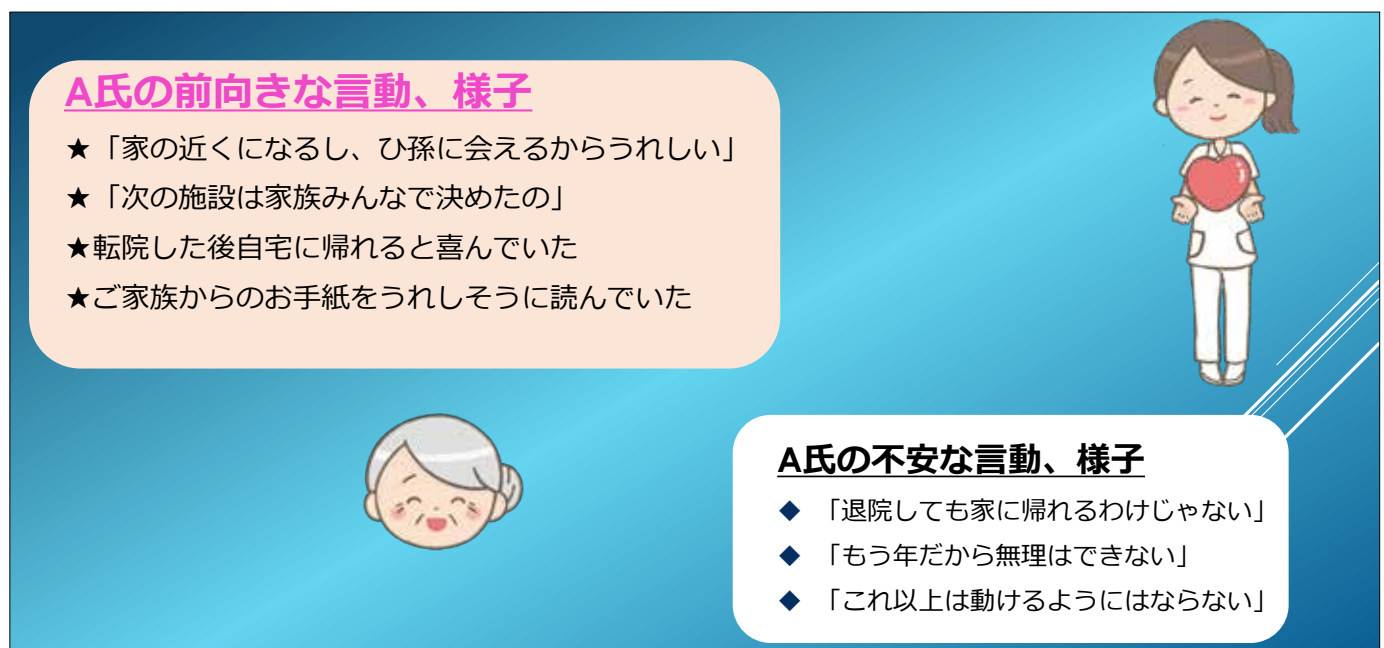 A氏の前向きな言動、様子
★「家の近くになるし、ひ孫に会えるからうれしい」
★「次の施設は家族みんなで決めたの」
★転院した後自宅に帰れると喜んでいた
★ご家族からのお手紙をうれしそうに読んでいた
A氏の不安な言動、様子
◆ 「退院しても家に帰れるわけじゃない」
◆ 「もう年だから無理はできない」
◆ 「これ以上は動けるようにはならない」